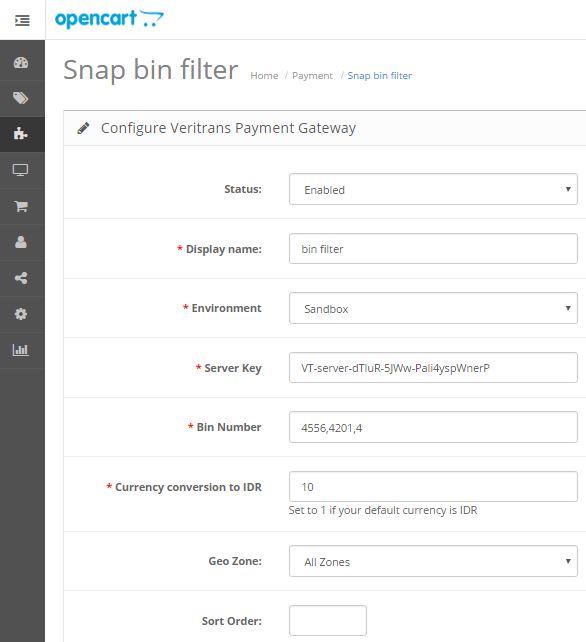 opencart
Snap bin filter Home / Payment / Snap bin filter
Configure Veritrans Payment Gateway
Status: Enabled
* Display name: bin filter
* Environment Sandbox
* Server Key VT-server-dTluR-5JWw-Pali4yspWnerP
* Bin Number 4556,4201,4
* Currency conversion to IDR 10
Set to 1 if your default currency is IDR
Geo Zone: All Zones
Sort Order: